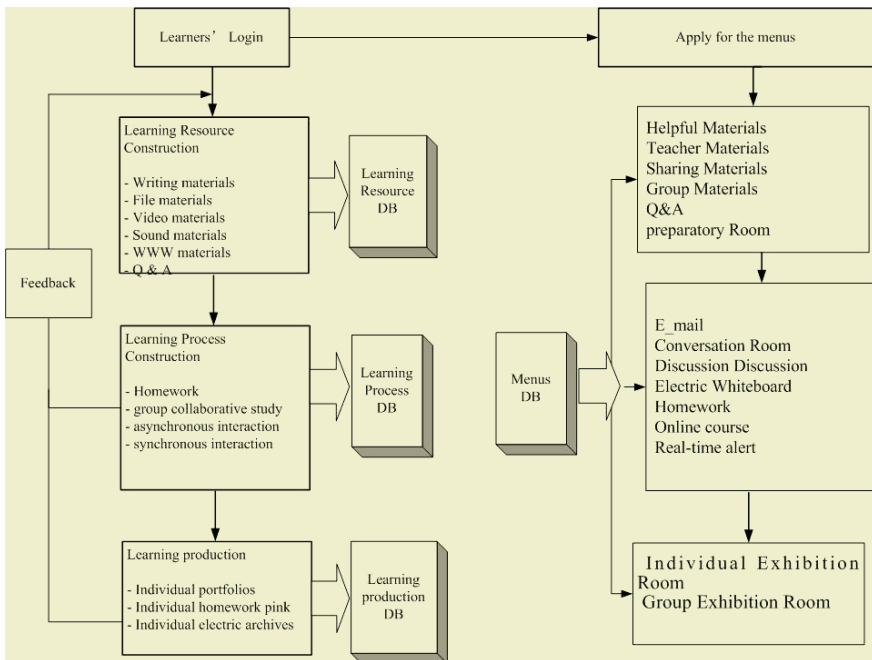 Learners’ Login
Apply for the menus
Learning Resource
Construction
- Writing materials
- File materials
- Video materials
- Sound materials
- WWW materials
- Q & A
Learning
Resource
DB
Helpful Materials
Teacher Materials
Sharing Materials
Group Materials
Q&A
preparatory Room
Feedback
Learning Process
Construction
- Homework
- group collaborative study
- asynchronous interaction
- synchronous interaction
Learning
Process
DB
Menus
DB
E_mail
Conversation Room
Discussion Discussion
Electric Whiteboard
Homework
Online course
Real-time alert
Learning production
- Individual portfolios
- Individual homework pink
- Individual electric archives
Learning
production
DB
Individual Exhibition
Room
Group Exhibition Room